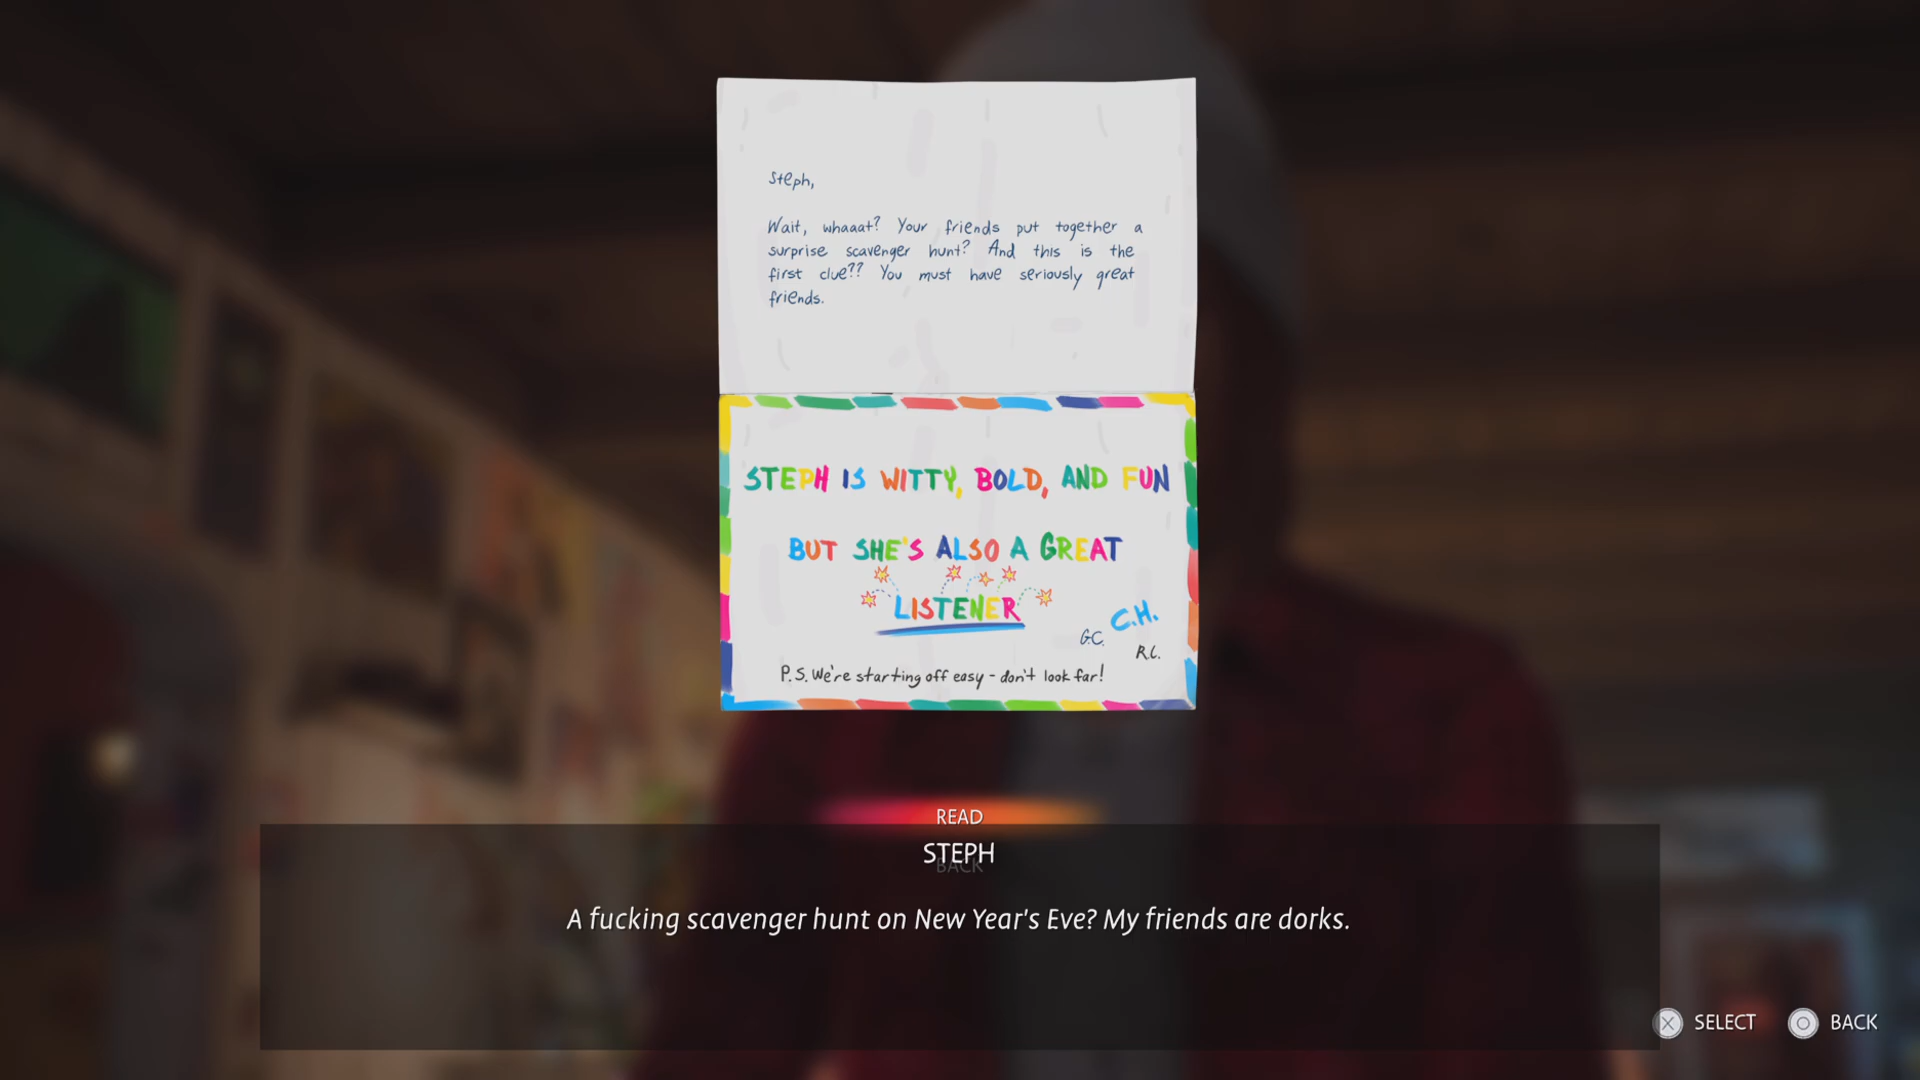 Steph,
Wait, whaaat? Your friends put together a
surprise scavenger hunt? And this is the
first clue?? You must have seriously great
friends.
STEPH IS WITTY, BOLD, AND FUN
BUT SHE'S ALSO A GREAT
LISTENER
C.H.
G.C.
R.C.
P.S. We're starting off easy - don't look far!
READ
STEPH
BACK
A fucking scavenger hunt on New Year's Eve? My friends are dorks.
SELECT BACK